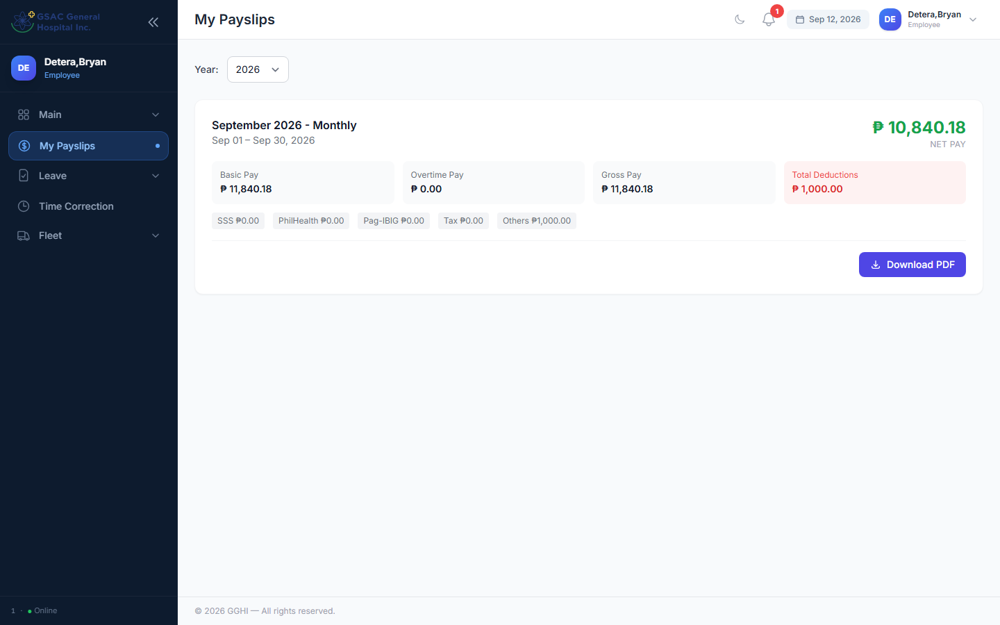 GSAC General
Hospital Inc.
DE
Detera,Bryan
Employee
Main
My Payslips
Leave
Time Correction
Fleet
1 · Online
My Payslips
1
Sep 12, 2026
DE
Detera,Bryan
Employee
Year:
2026
September 2026 - Monthly
Sep 01 – Sep 30, 2026
₱ 10,840.18
NET PAY
Basic Pay
₱ 11,840.18
Overtime Pay
₱ 0.00
Gross Pay
₱ 11,840.18
Total Deductions
₱ 1,000.00
SSS ₱0.00
PhilHealth ₱0.00
Pag-IBIG ₱0.00
Tax ₱0.00
Others ₱1,000.00
Download PDF
© 2026 GGHI — All rights reserved.